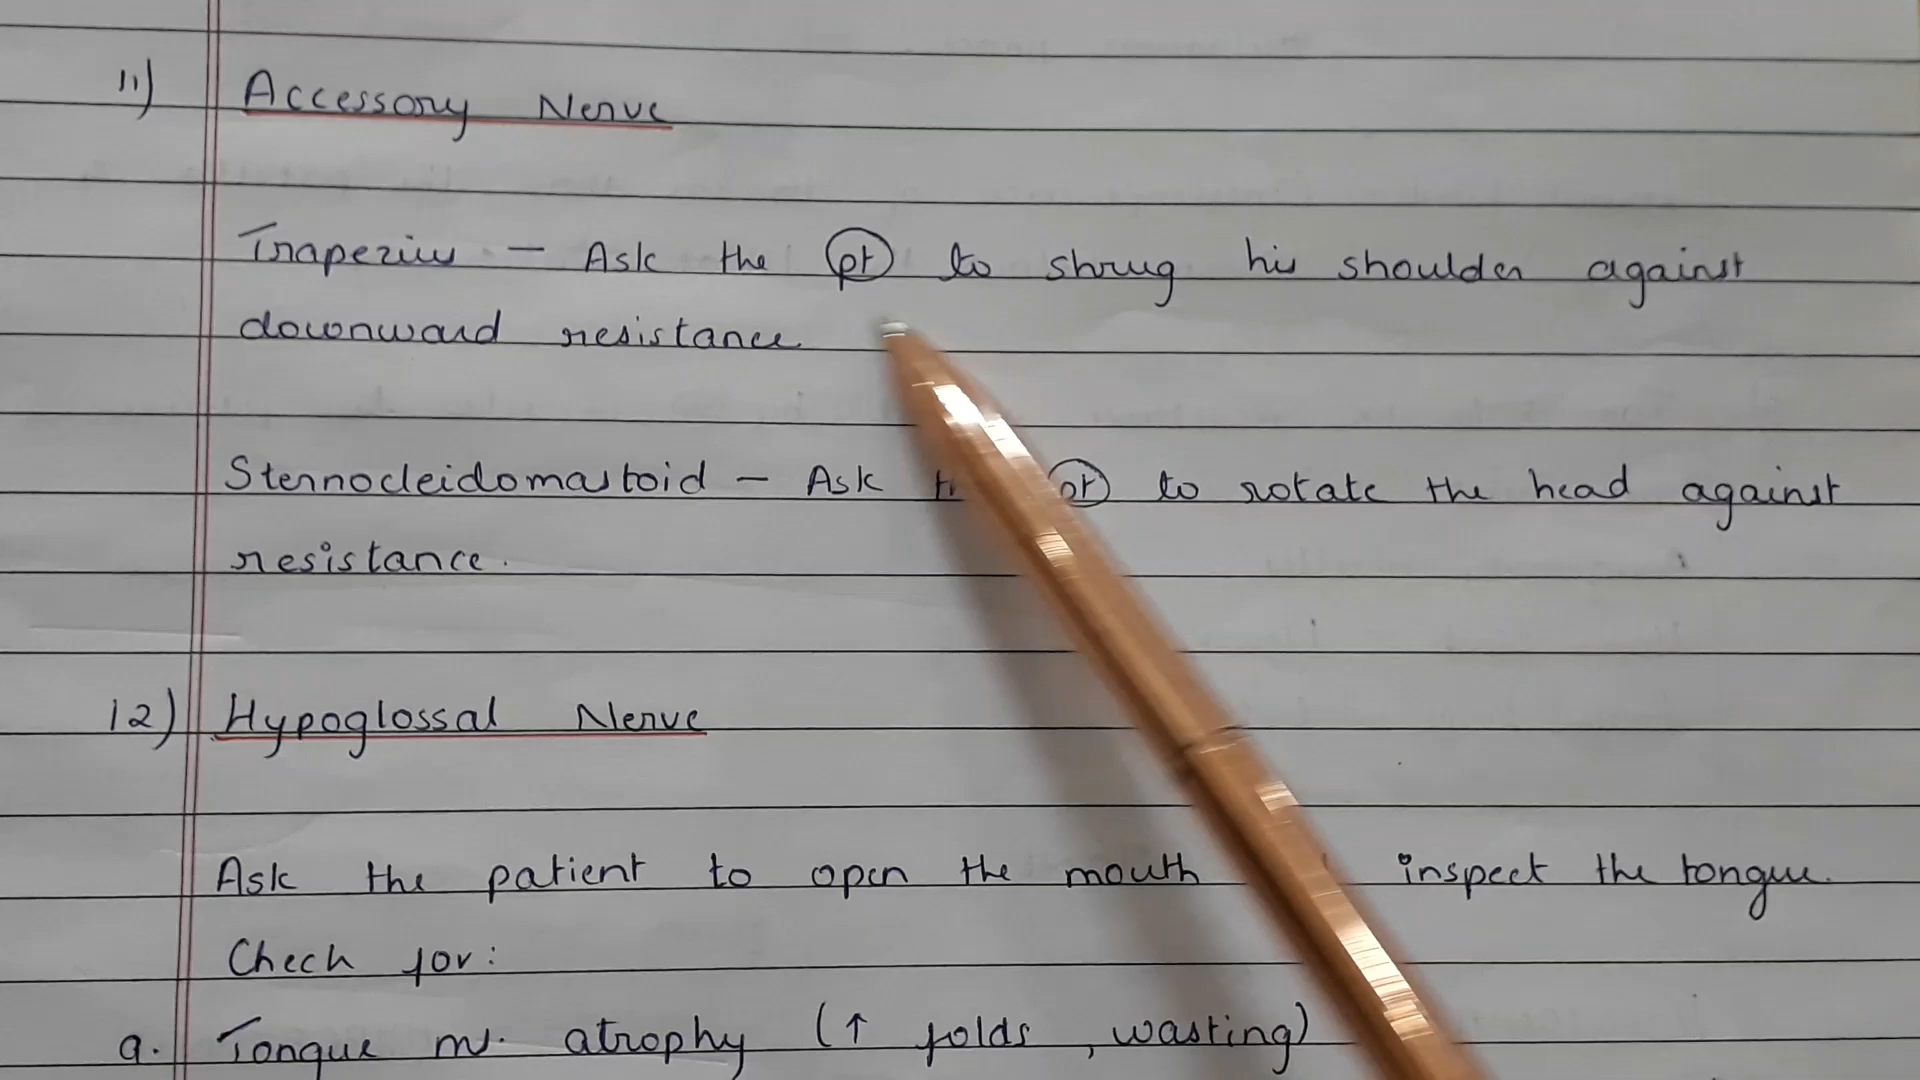 11) Accessory Nerve
Trapezius - Ask the pt to shrug his shoulder against
downward resistance
Sternocleidomastoid - Ask pt to rotate the head against
resistance.
12) Hypoglossal Nerve
Ask the patient to open the mouth inspect the tongue.
Check for:
a. Tongue m. atrophy (↑ folds, wasting)